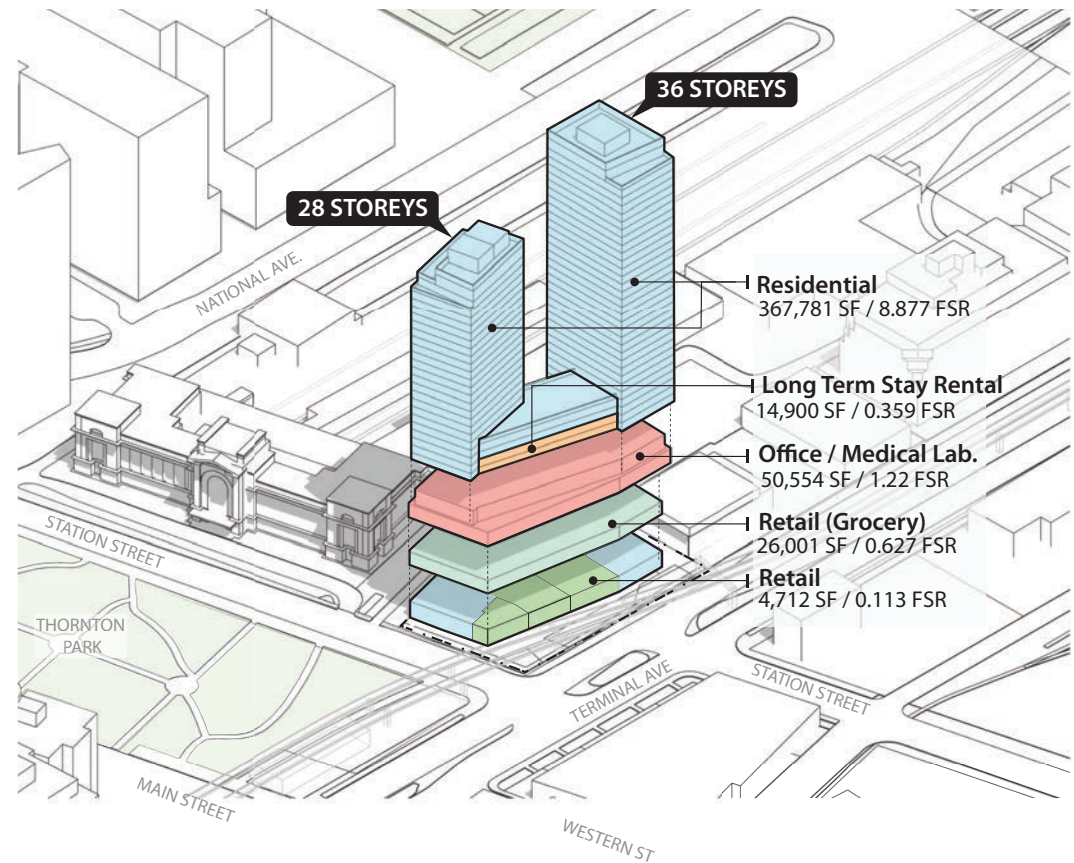 36 STOREYS
28 STOREYS
NATIONAL AVE.
Residential
367,781 SF / 8.877 FSR
Long Term Stay Rental
14,900 SF / 0.359 FSR
Office / Medical Lab.
50,554 SF / 1.22 FSR
Retail (Grocery)
26,001 SF / 0.627 FSR
Retail
4,712 SF / 0.113 FSR
STATION STREET
THORNTON
PARK
TERMINAL AVE
STATION STREET
MAIN STREET
WESTERN ST